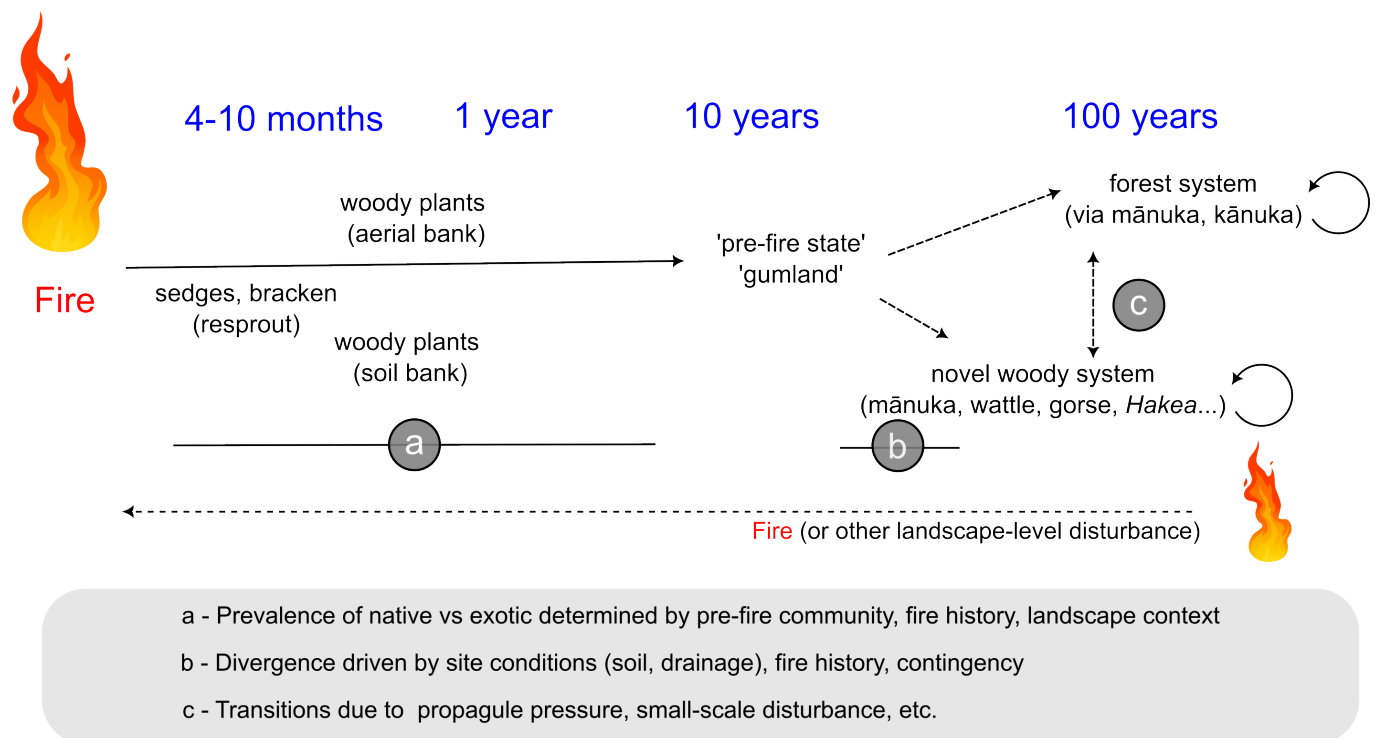 4-10 months
1 year
10 years
100 years
woody plants
(aerial bank)
Fire
sedges, bracken
(resprout)
woody plants
(soil bank)
'pre-fire state'
'gumland'
forest system
(via mānuka, kānuka)
c
novel woody system
(mānuka, wattle, gorse, Hakea...)
a
b
Fire (or other landscape-level disturbance)
a - Prevalence of native vs exotic determined by pre-fire community, fire history, landscape context
b - Divergence driven by site conditions (soil, drainage), fire history, contingency
c - Transitions due to  propagule pressure, small-scale disturbance, etc.